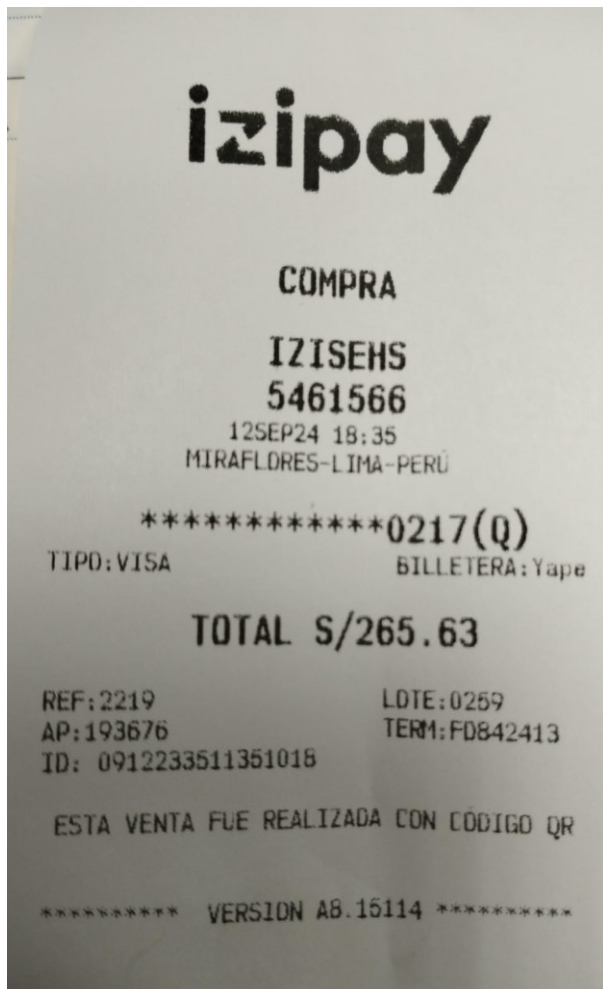 izipay
COMPRA
IZISEHS
5461566
12SEP24 18:35
MIRAFLORES-LIMA-PERÚ
************0217(Q)
TIPO:VISA BILLETERA:Yape
TOTAL S/265.63
REF:2219 LOTE:0259
AP:193676 TERM:FD842413
ID: 0912233511351018
ESTA VENTA FUE REALIZADA CON CÓDIGO QR
********** VERSION A8.15114 **********